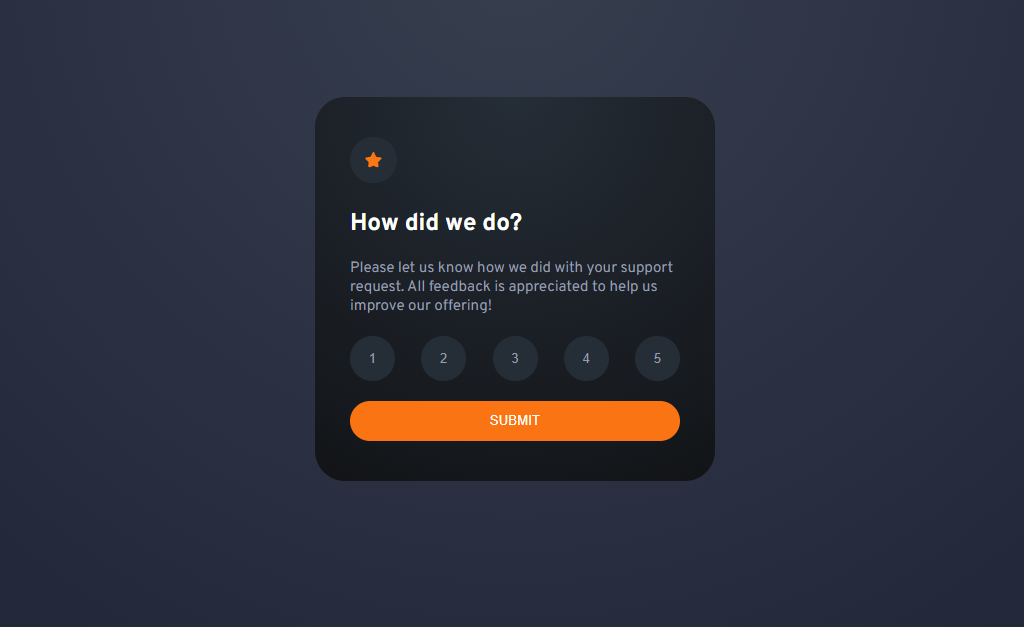 How did we do?
Please let us know how we did with your support
request. All feedback is appreciated to help us
improve our offering!
1 2 3 4 5
SUBMIT